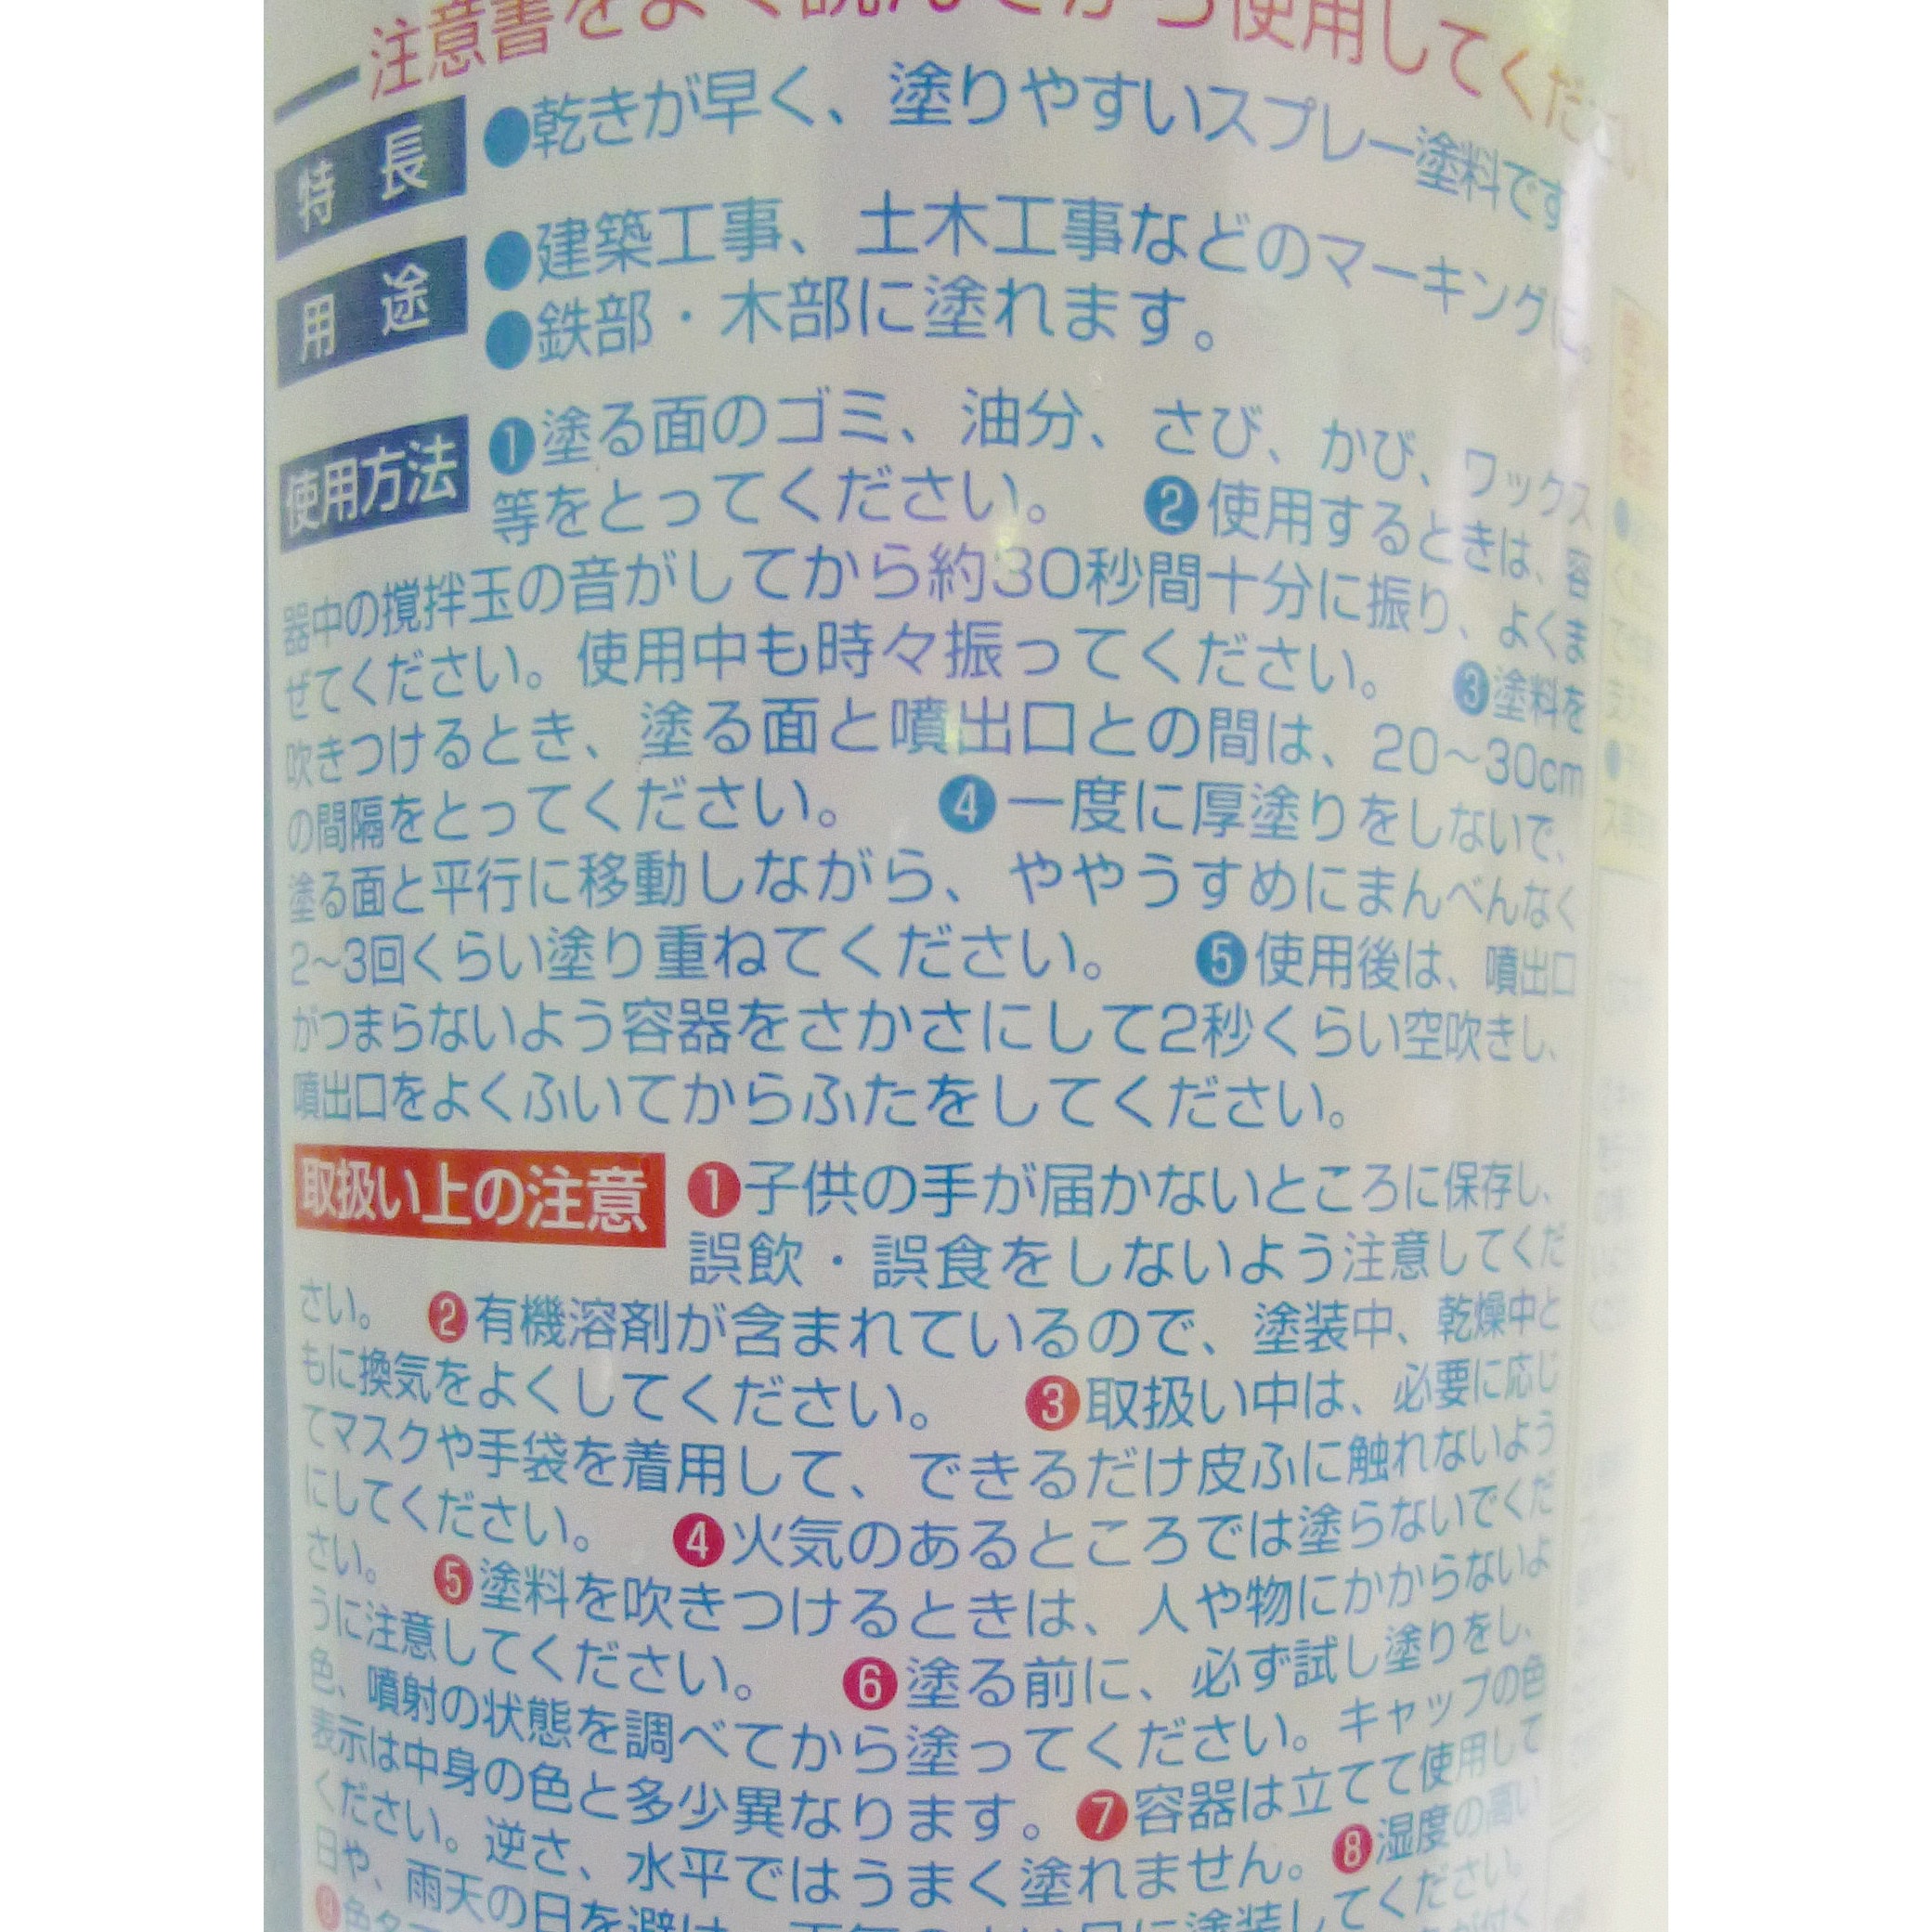 注意書をよく読んでから使用してくだ
特長 ●乾きが早く、塗りやすいスプレー塗料です。
用途 ●建築工事、土木工事などのマーキングに。
●鉄部・木部に塗れます。
使用方法 ❶塗る面のゴミ、油分、さび、かび、ワックス
等をとってください。 ❷使用するときは、容
器中の撹拌玉の音がしてから約30秒間十分に振り、よくま
ぜてください。使用中も時々振ってください。 ❸塗料を
吹きつけるとき、塗る面と噴出口との間は、20〜30cm
の間隔をとってください。 ❹一度に厚塗りをしないで、
塗る面と平行に移動しながら、ややうすめにまんべんなく
2〜3回くらい塗り重ねてください。 ❺使用後は、噴出口
がつまらないよう容器をさかさにして2秒くらい空吹きし、
噴出口をよくふいてからふたをしてください。
取扱い上の注意 ❶子供の手が届かないところに保存し、
誤飲・誤食をしないよう注意してくだ
さい。 ❷有機溶剤が含まれているので、塗装中、乾燥中と
もに換気をよくしてください。 ❸取扱い中は、必要に応じ
てマスクや手袋を着用して、できるだけ皮ふに触れないよう
にしてください。 ❹火気のあるところでは塗らないでくだ
さい。 ❺塗料を吹きつけるときは、人や物にかからないよ
うに注意してください。 ❻塗る前に、必ず試し塗りをし、
色、噴射の状態を調べてから塗ってください。キャップの色
表示は中身の色と多少異なります。❼容器は立てて使用して
ください。逆さ、水平ではうまく塗れません。❽湿度の高い
日や、雨天の日を避け、天気のよい日に塗装してください。